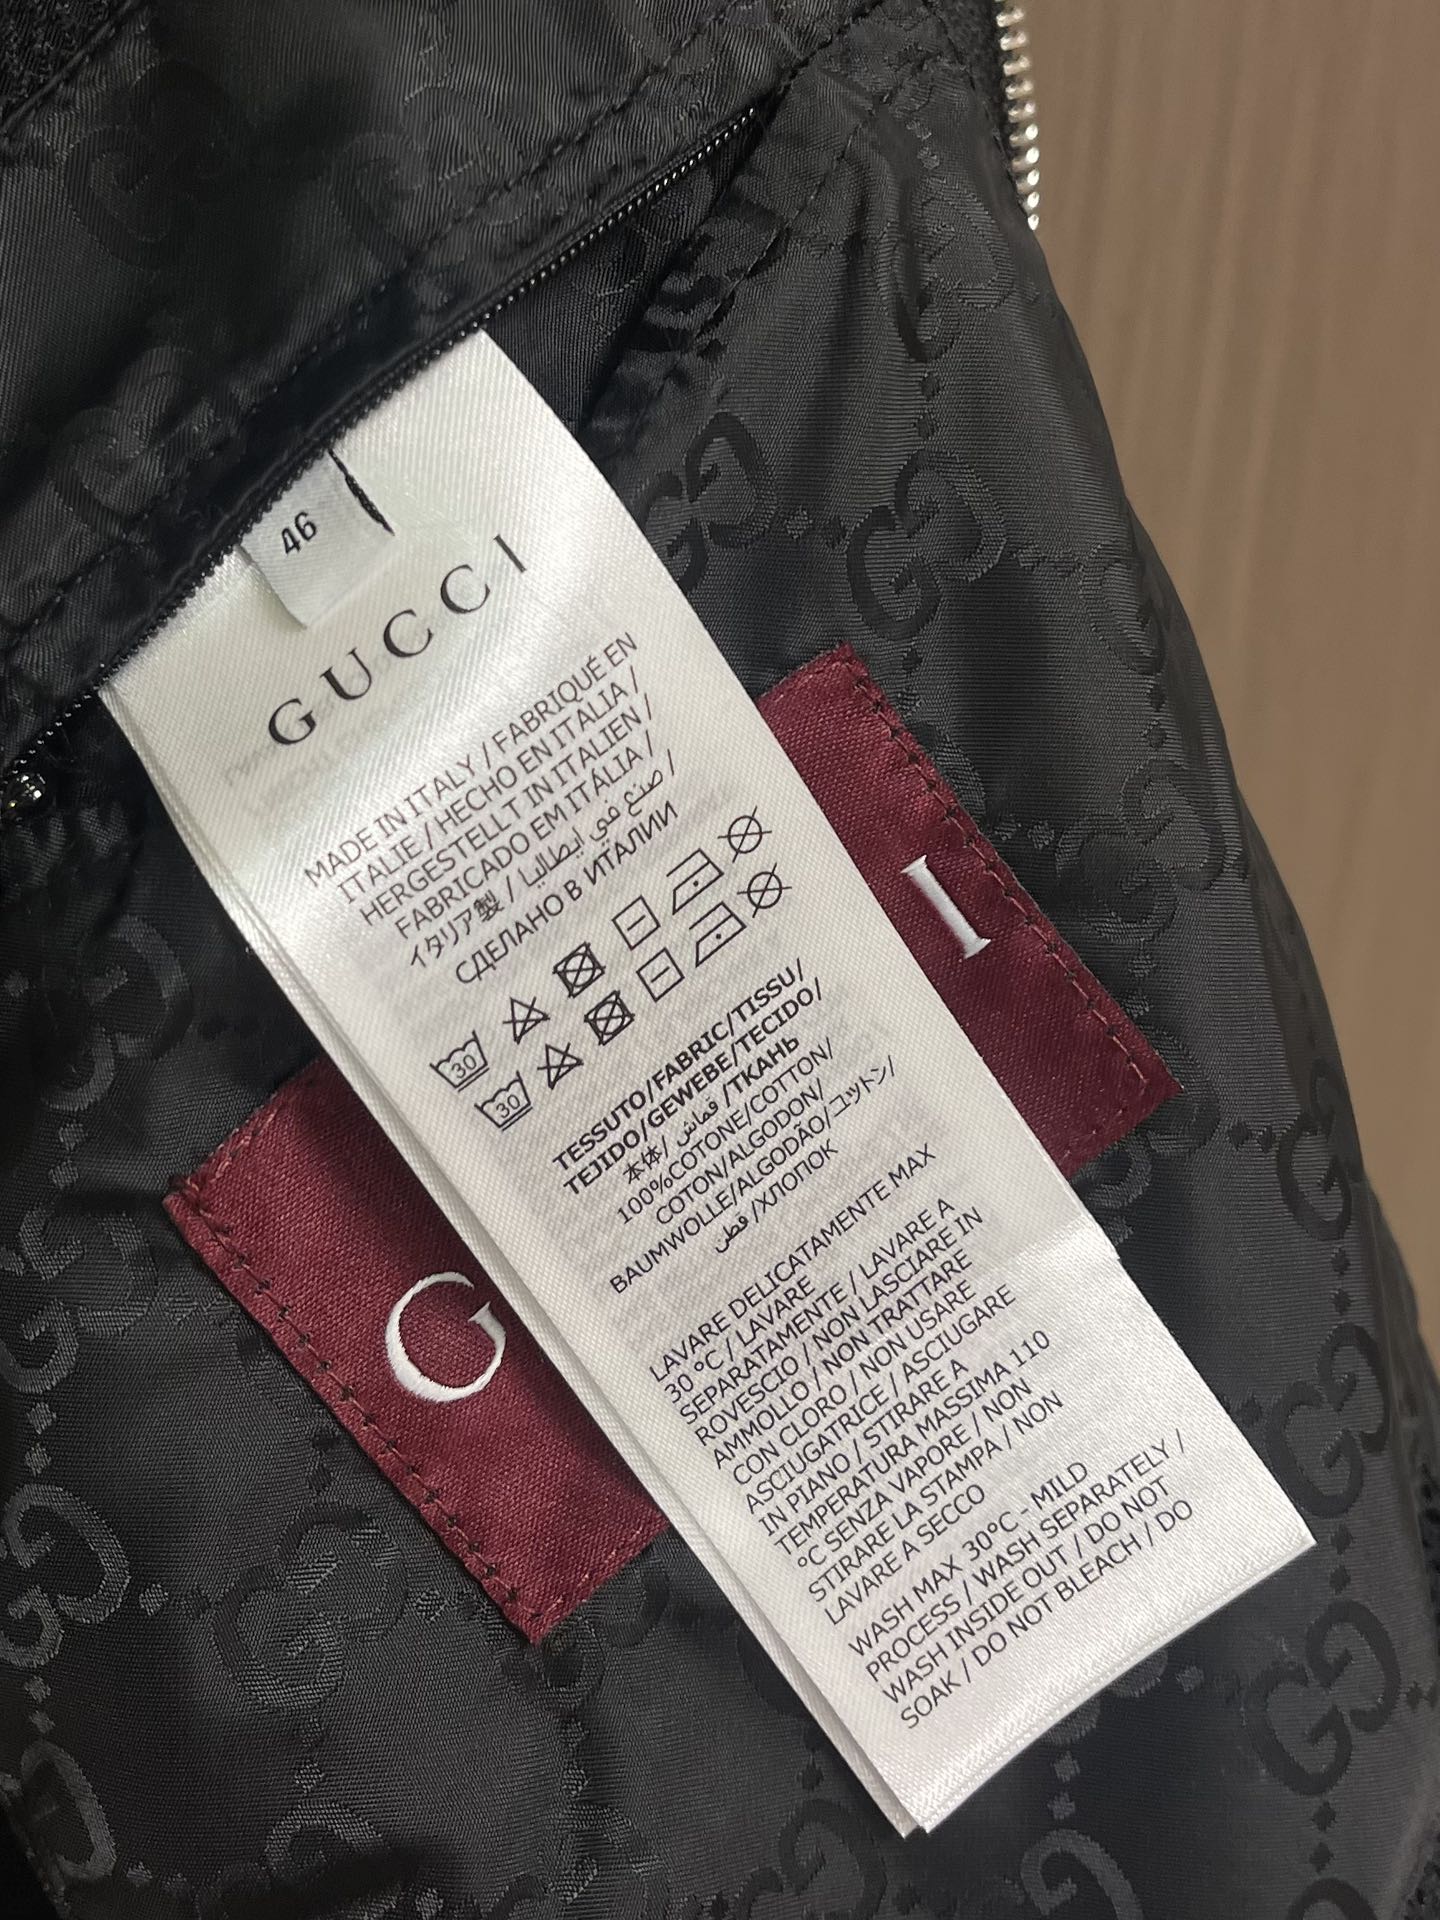 46
GUCCI
MADE IN ITALY / FABRIQUÉ EN
ITALIE / HECHO EN ITALIA /
HERGESTELLT IN ITALIEN /
FABRICADO EM ITÁLIA /
イタリア製 / صنع في ايطاليا /
СДЕЛАНО В ИТАЛИИ
30
30
TESSUTO/FABRIC/TISSU/
TEJIDO/GEWEBE/TECIDO/
本体/ قماش /ТКАНЬ
100%COTONE/COTTON/
COTON/ALGODON/
BAUMWOLLE/ALGODÃO/コットン/
قطن /ХЛОПОК
LAVARE DELICATAMENTE MAX
30 °C / LAVARE
SEPARATAMENTE / LAVARE A
ROVESCIO / NON LASCIARE IN
AMMOLLO / NON TRATTARE
CON CLORO / NON USARE
ASCIUGATRICE / ASCIUGARE
IN PIANO / STIRARE A
TEMPERATURA MASSIMA 110
°C SENZA VAPORE / NON
STIRARE LA STAMPA / NON
LAVARE A SECCO
WASH MAX 30°C - MILD
PROCESS / WASH SEPARATELY /
WASH INSIDE OUT / DO NOT
SOAK / DO NOT BLEACH / DO
G I